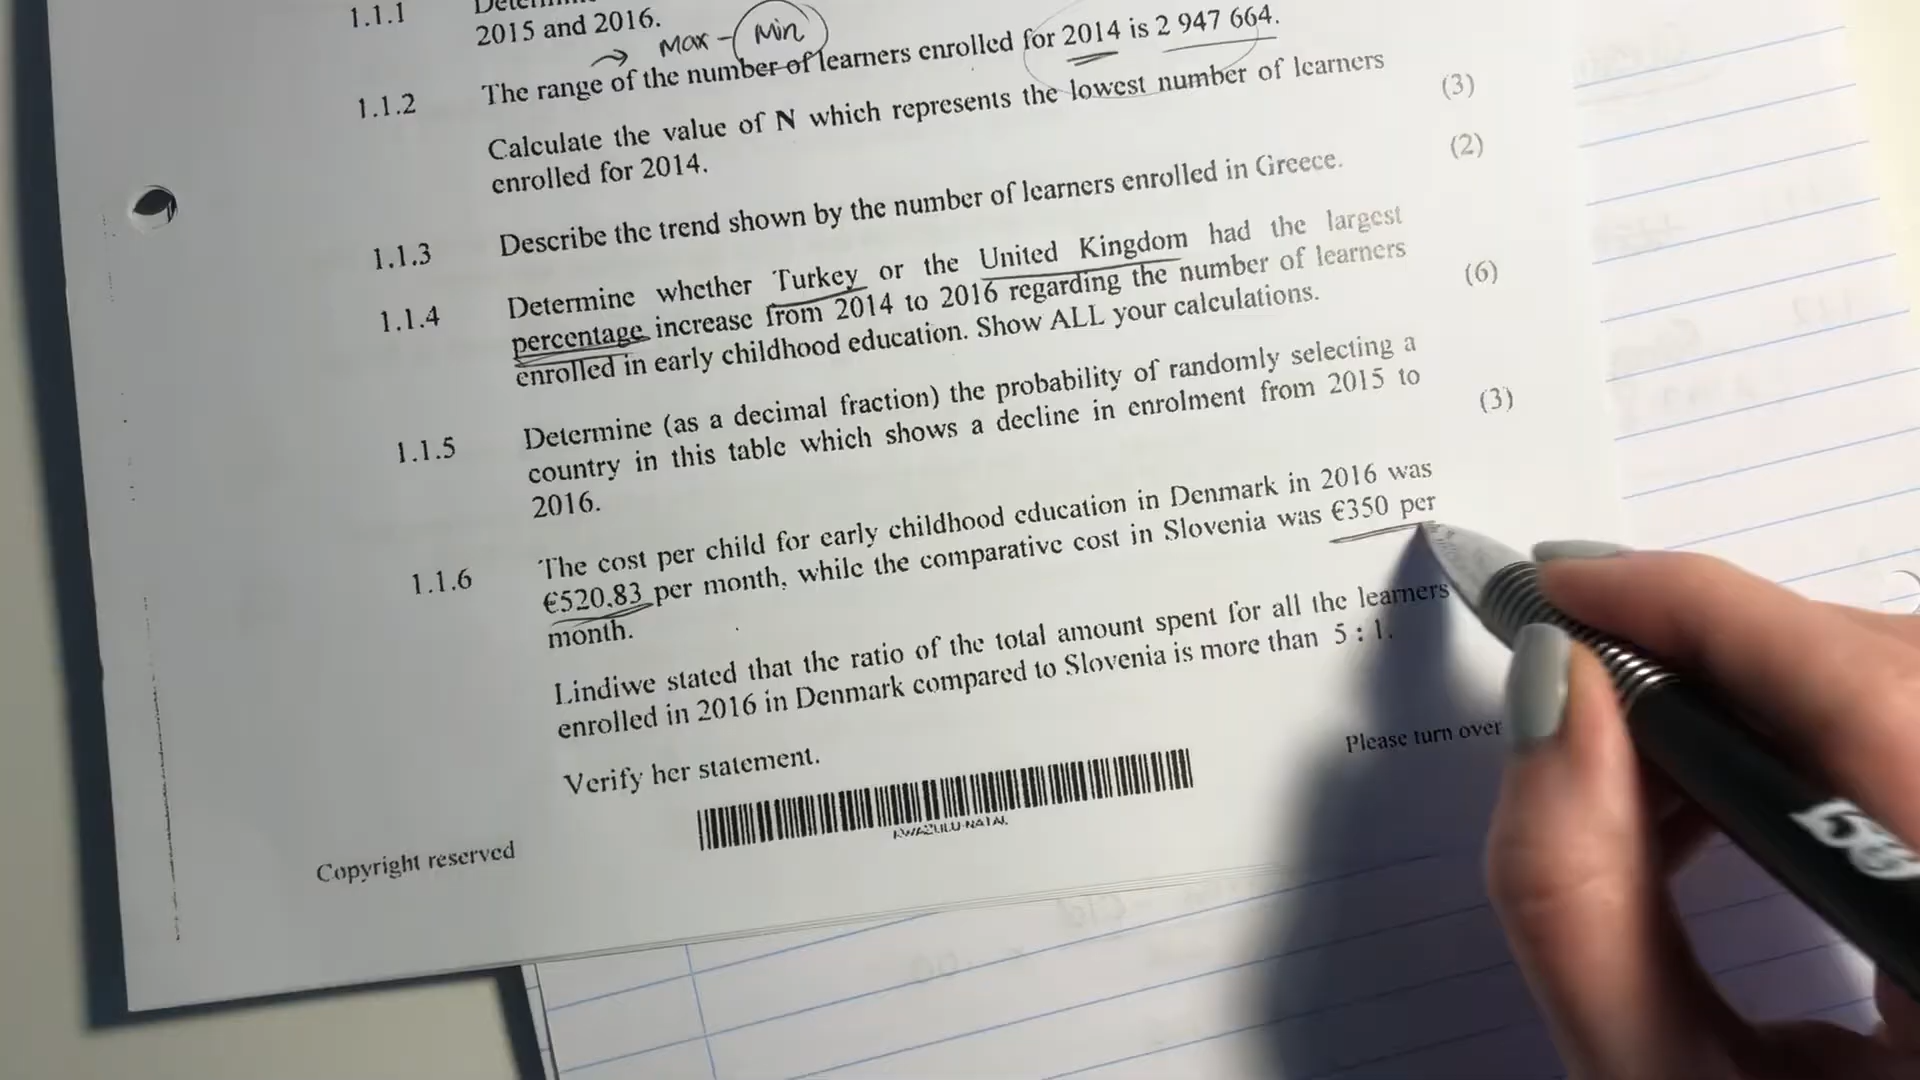 1.1.1
2015 and 2016.
Max - Min
1.1.2 The range of the number of learners enrolled for 2014 is 2 947 664.
Calculate the value of N which represents the lowest number of learners
enrolled for 2014. (3)
1.1.3 Describe the trend shown by the number of learners enrolled in Greece. (2)
1.1.4 Determine whether Turkey or the United Kingdom had the largest
percentage increase from 2014 to 2016 regarding the number of learners
enrolled in early childhood education. Show ALL your calculations. (6)
1.1.5 Determine (as a decimal fraction) the probability of randomly selecting a
country in this table which shows a decline in enrolment from 2015 to
2016. (3)
1.1.6 The cost per child for early childhood education in Denmark in 2016 was
€520,83 per month, while the comparative cost in Slovenia was €350 per
month.
Lindiwe stated that the ratio of the total amount spent for all the learners
enrolled in 2016 in Denmark compared to Slovenia is more than 5 : 1.
Verify her statement.
Please turn over
KWAZULU-NATAL
Copyright reserved